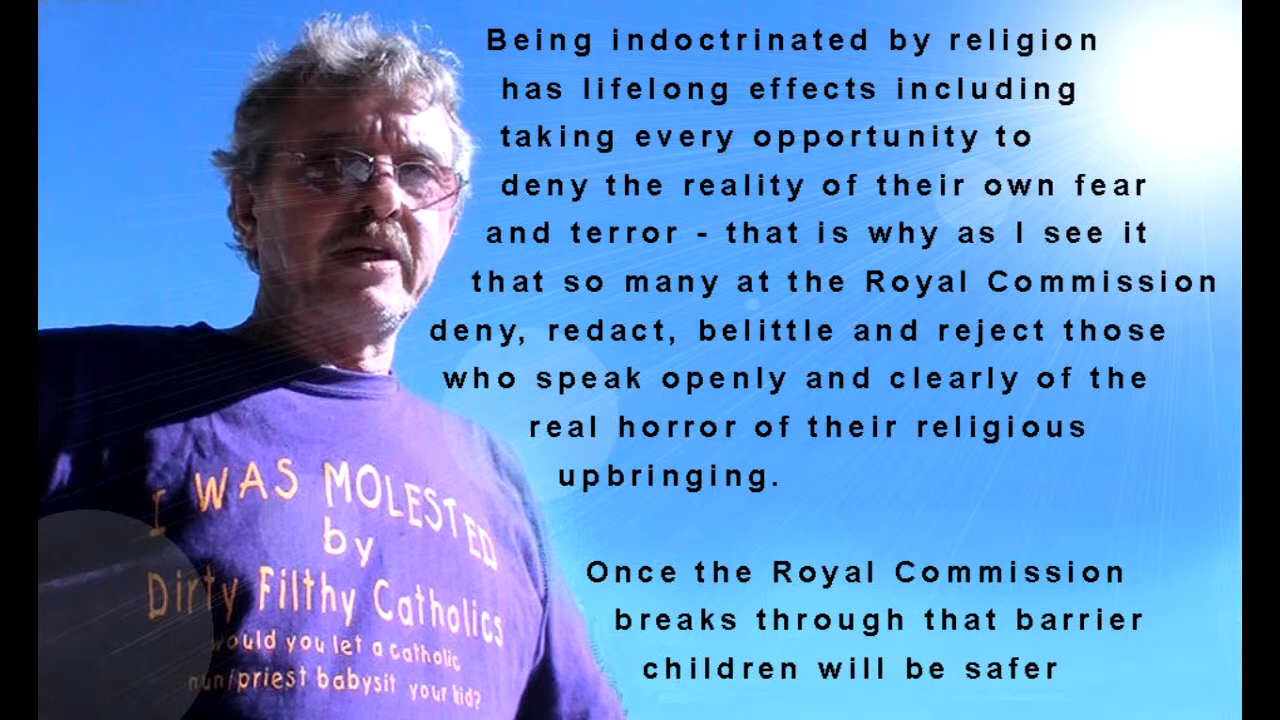 Being indoctrinated by religion
has lifelong effects including
taking every opportunity to
deny the reality of their own fear
and terror - that is why as I see it
that so many at the Royal Commission
deny, redact, belittle and reject those
who speak openly and clearly of the
real horror of their religious
upbringing.
Once the Royal Commission
breaks through that barrier
children will be safer
I WAS MOLESTED
by
Dirty Filthy Catholics
would you let a catholic
nun/priest babysit your kid?